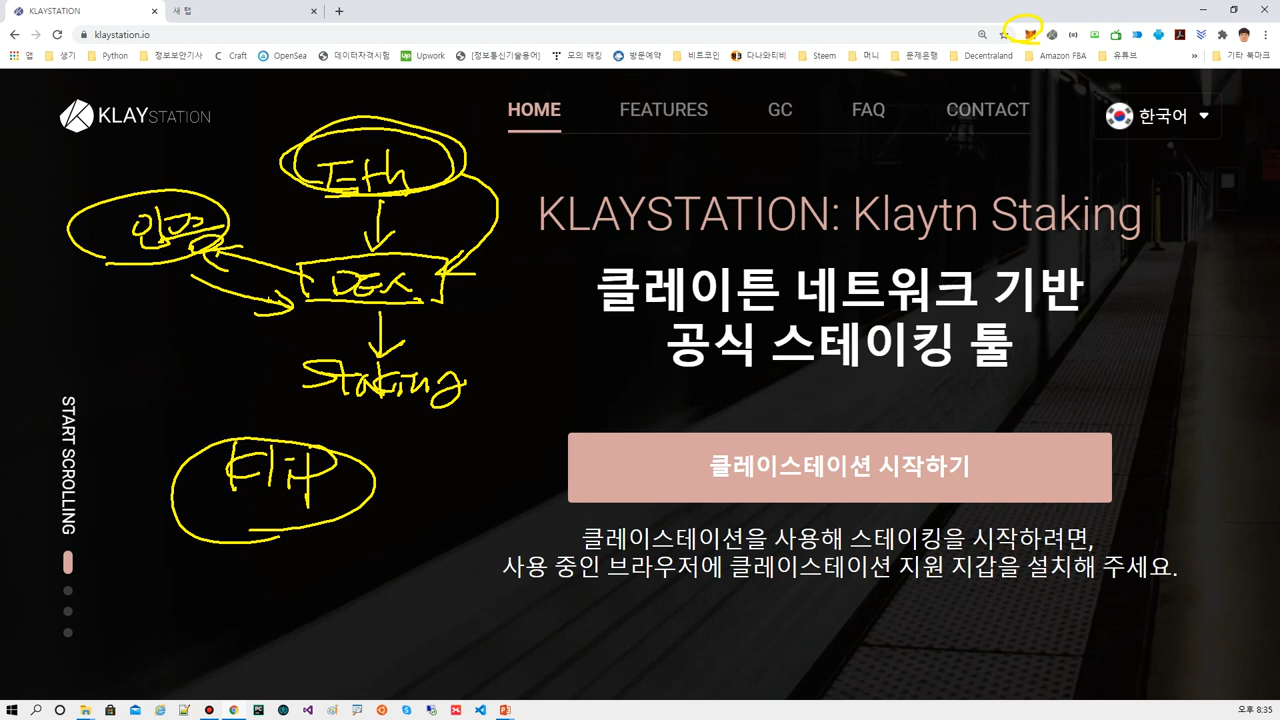 KLAYSTATION
새 탭
klaystation.io
앱
생기
Python
정보보안기사
Craft
OpenSea
데이터자격시험
Upwork
[정보통신기술용어]
모의 해킹
방문예약
비트코인
다나와티비
Steem
머니
문제은행
Decentraland
Amazon FBA
유튜브
»
기타 북마크
KLAYSTATION
HOME
FEATURES
GC
FAQ
CONTACT
한국어
Eth
DEX
Staking
KLAYSTATION: Klaytn Staking
클레이튼 네트워크 기반
공식 스테이킹 툴
클레이스테이션 시작하기
클레이스테이션을 사용해 스테이킹을 시작하려면,
사용 중인 브라우저에 클레이스테이션 지원 지갑을 설치해 주세요.
START SCROLLING
오후 8:35